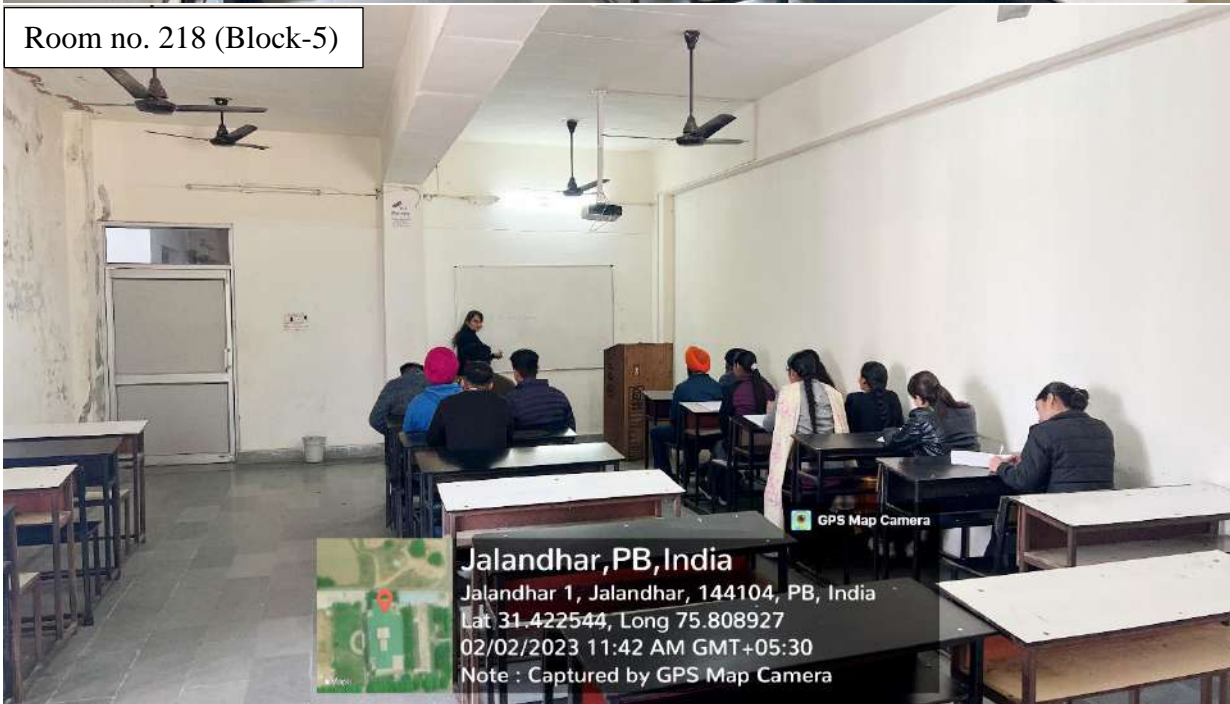 Room no. 218 (Block-5)
GPS Map Camera
Jalandhar,PB,India
Jalandhar 1, Jalandhar, 144104, PB, India
Lat 31.422544, Long 75.808927
02/02/2023 11:42 AM GMT+05:30
Note : Captured by GPS Map Camera